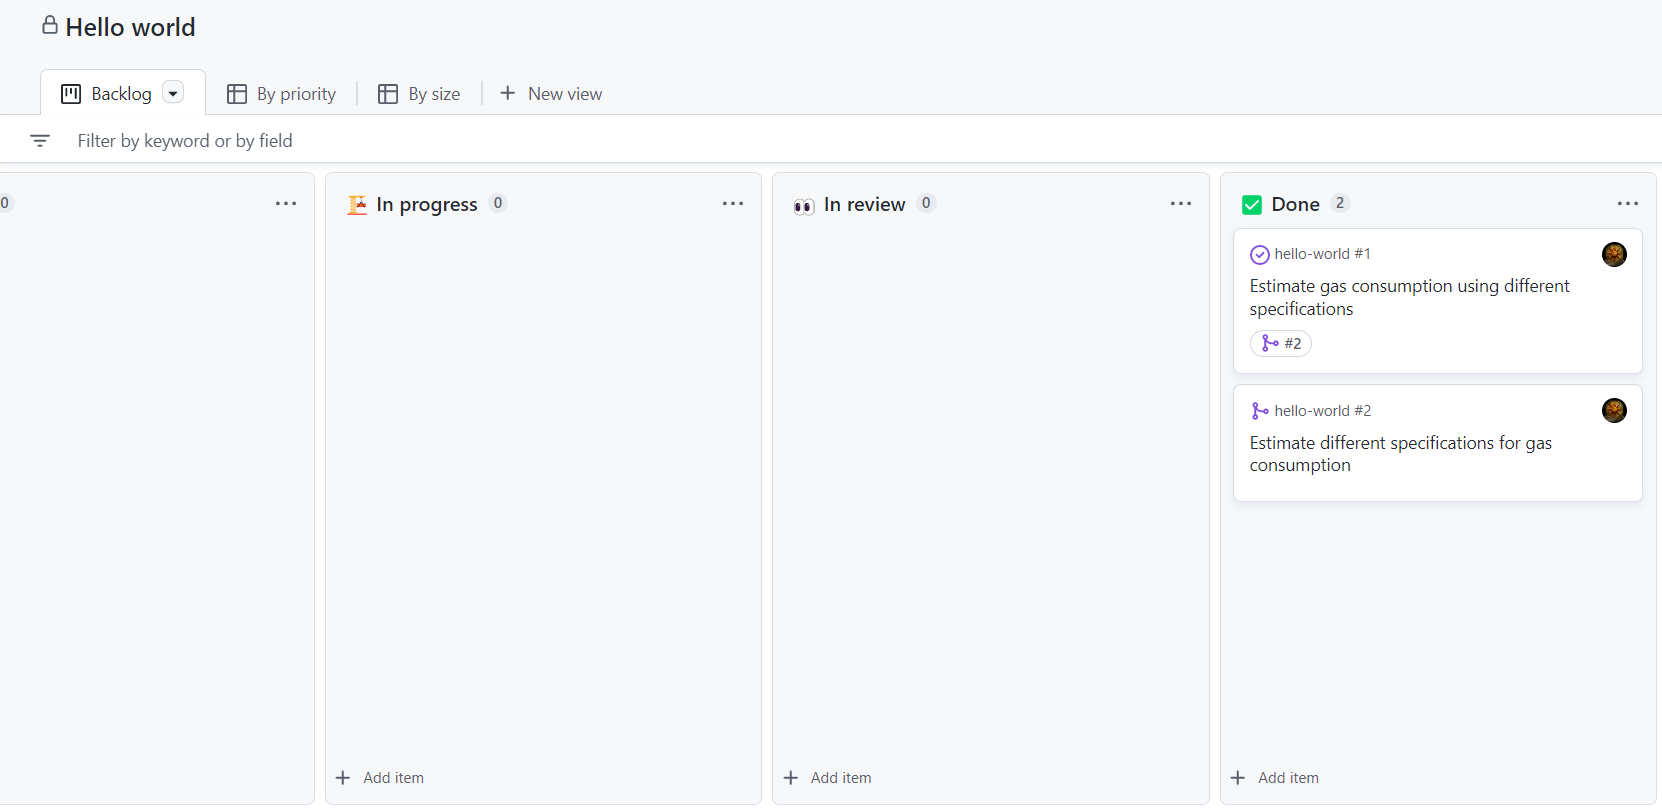 Hello world
Backlog
By priority
By size
New view
Filter by keyword or by field
0
In progress 0
In review 0
Done 2
hello-world #1
Estimate gas consumption using different
specifications
#2
hello-world #2
Estimate different specifications for gas
consumption
Add item
Add item
Add item